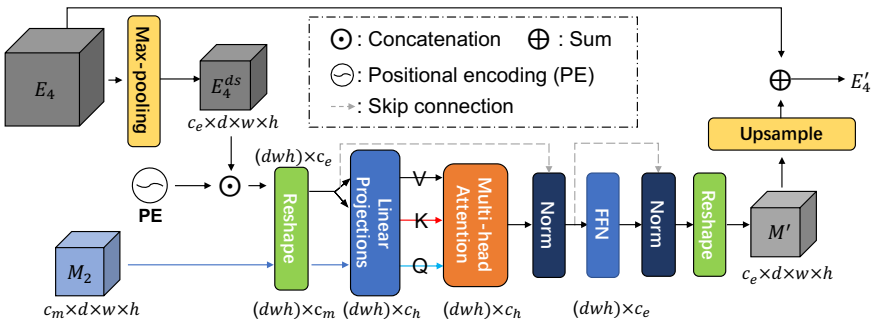 E₄
Max-pooling
E₄ᵈˢ
cₑ×d×w×h
⊙: Concatenation ⊕: Sum
: Positional encoding (PE)
: Skip connection
⊕
E₄′
Upsample
(dwh)×cₑ
PE
⊙
Reshape
Linear Projections
V
K
Q
Multi-head Attention
Norm
FFN
Norm
Reshape
M′
cₑ×d×w×h
M₂
cₘ×d×w×h
(dwh)×cₘ
(dwh)×cₕ
(dwh)×cₕ
(dwh)×cₑ